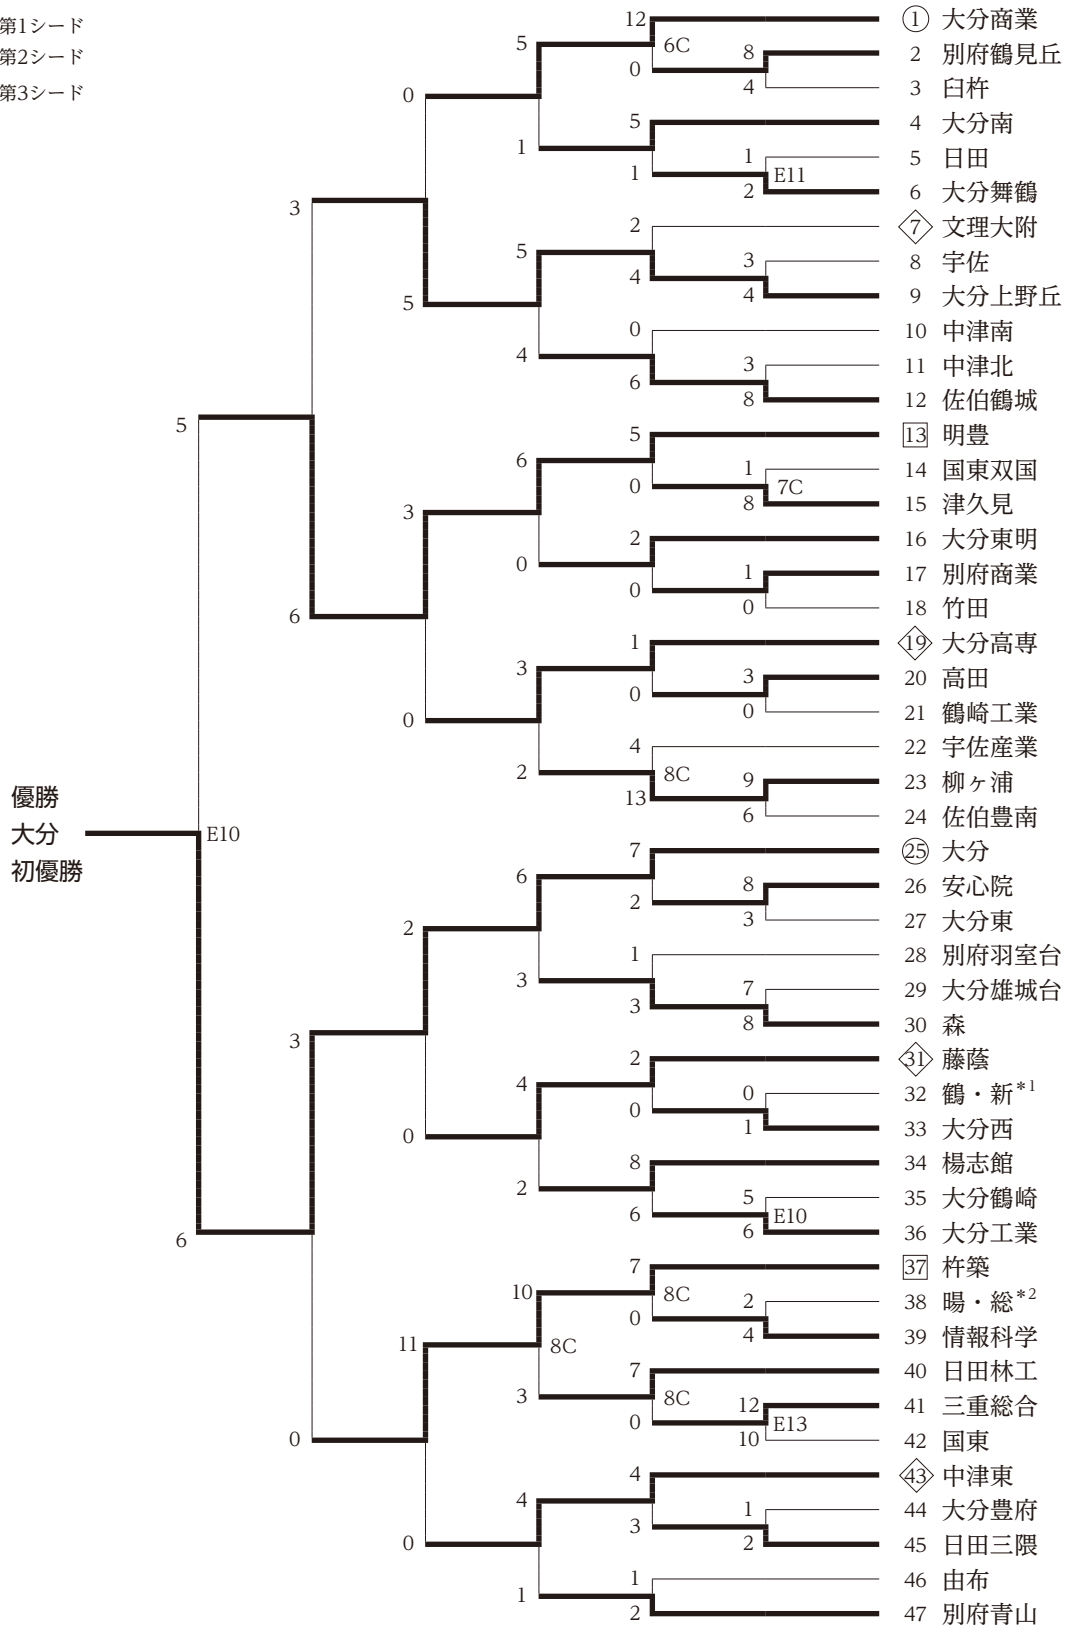 第1シード
第2シード
第3シード
12 ① 大分商業
5 6C 8 2 別府鶴見丘
0
0 4 3 臼杵
5 4 大分南
1 1 5 日田
1 E11
2 6 大分舞鶴
3 2 ⑦ 文理大附
5 3 8 宇佐
4
5 4 9 大分上野丘
0 10 中津南
4 3 11 中津北
6
8 12 佐伯鶴城
5 5 13 明豊
6 1 14 国東双国
0 7C
3 8 15 津久見
2 16 大分東明
0 1 17 別府商業
0
6 0 18 竹田
1 19 大分高専
3 3 20 高田
0
0 0 21 鶴崎工業
4 22 宇佐産業
2 8C 9 23 柳ヶ浦
優勝 13
6 24 佐伯豊南
大分 E10
7 ㉕ 大分
初優勝
6 8 26 安心院
2
2 3 27 大分東
1 28 別府羽室台
3 7 29 大分雄城台
3
3 8 30 森
2 31 藤蔭
4 0 32 鶴・新*1
0
0 1 33 大分西
8 34 楊志館
2 5 35 大分鶴崎
6 E10
6 6 36 大分工業
7 37 杵築
10 8C 2 38 暘・総*2
0
11 8C 4 39 情報科学
7 40 日田林工
3 8C 12 41 三重総合
0 E13
0 10 42 国東
4 43 中津東
4 1 44 大分豊府
3
0 2 45 日田三隈
1 46 由布
1
2 47 別府青山